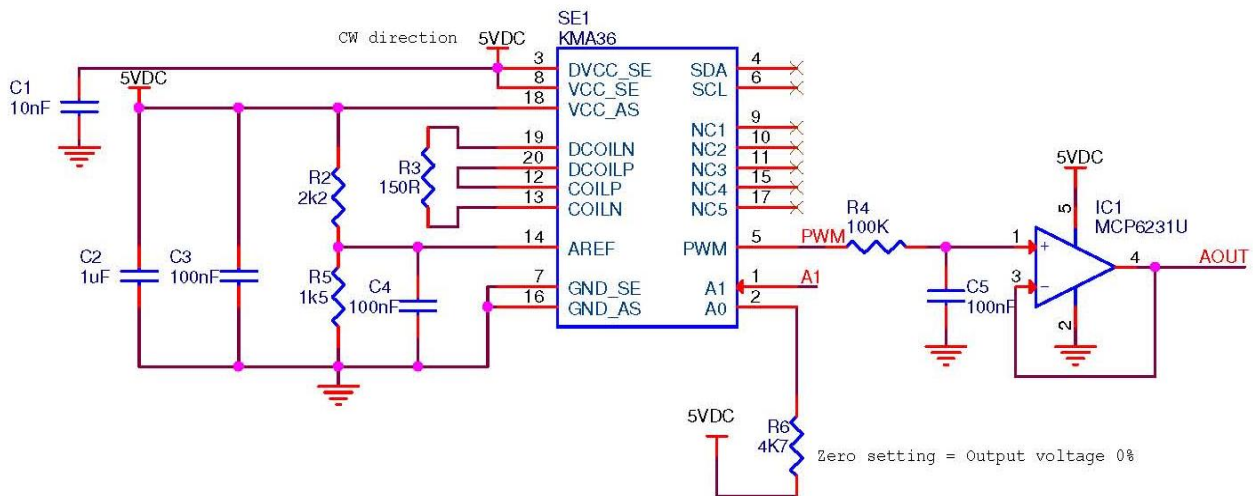 SE1
KMA36
CW direction
5VDC
5VDC
C1
10nF
3
8
18
DVCC_SE
VCC_SE
VCC_AS
SDA
SCL
4
6
19
20
12
13
DCOILN
DCOILP
COILP
COILN
NC1
NC2
NC3
NC4
NC5
9
10
11
15
17
R3
150R
R2
2k2
14
AREF
PWM
5
PWM
R4
100K
5VDC
5
IC1
MCP6231U
1
+
3
−
4
AOUT
2
C2
1uF
C3
100nF
R5
1k5
C4
100nF
7
16
GND_SE
GND_AS
A1
A0
1
2
A1
C5
100nF
5VDC
R6
4K7
Zero setting = Output voltage 0%